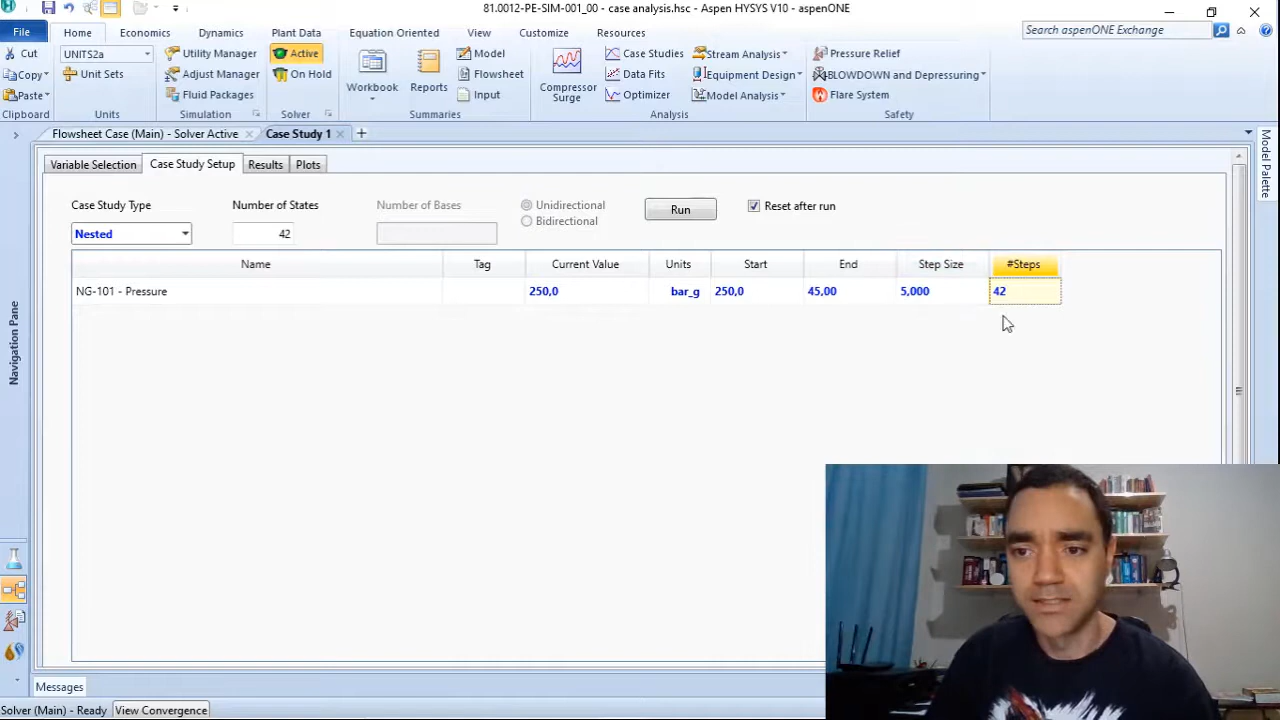 81.0012-PE-SIM-001_00 - case analysis.hsc - Aspen HYSYS V10 - aspenONE
File Home Economics Dynamics Plant Data Equation Oriented View Customize Resources Search aspenONE Exchange
Cut UNITS2a Utility Manager Active Model Case Studies Stream Analysis Pressure Relief
Copy Unit Sets Adjust Manager On Hold Workbook Reports Flowsheet Compressor Surge Data Fits Equipment Design BLOWDOWN and Depressuring
Paste Fluid Packages Input Optimizer Model Analysis Flare System
Clipboard Units Simulation Solver Summaries Analysis Safety
Flowsheet Case (Main) - Solver Active Case Study 1
Model Palette
Variable Selection Case Study Setup Results Plots
Case Study Type Number of States Number of Bases Unidirectional Run Reset after run
Bidirectional
Nested 42
Name Tag Current Value Units Start End Step Size #Steps
NG-101 - Pressure 250,0 bar_g 250,0 45,00 5,000 42
Navigation Pane
Messages
Solver (Main) - Ready View Convergence